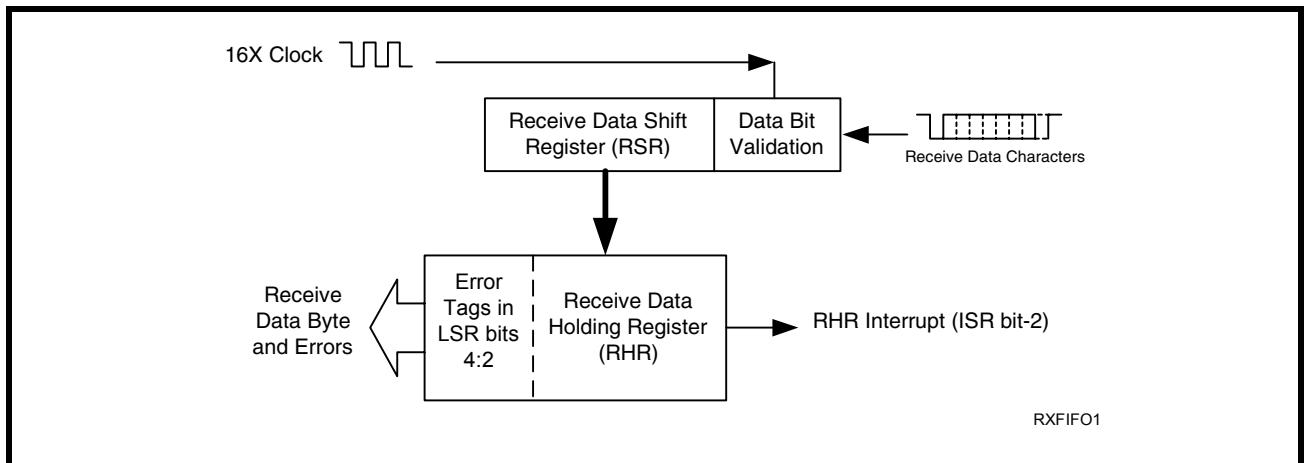 16X Clock
Receive Data Shift
Register (RSR)
Data Bit
Validation
Receive Data Characters
Receive
Data Byte
and Errors
Error
Tags in
LSR bits
4:2
Receive Data
Holding Register
(RHR)
RHR Interrupt (ISR bit-2)
RXFIFO1